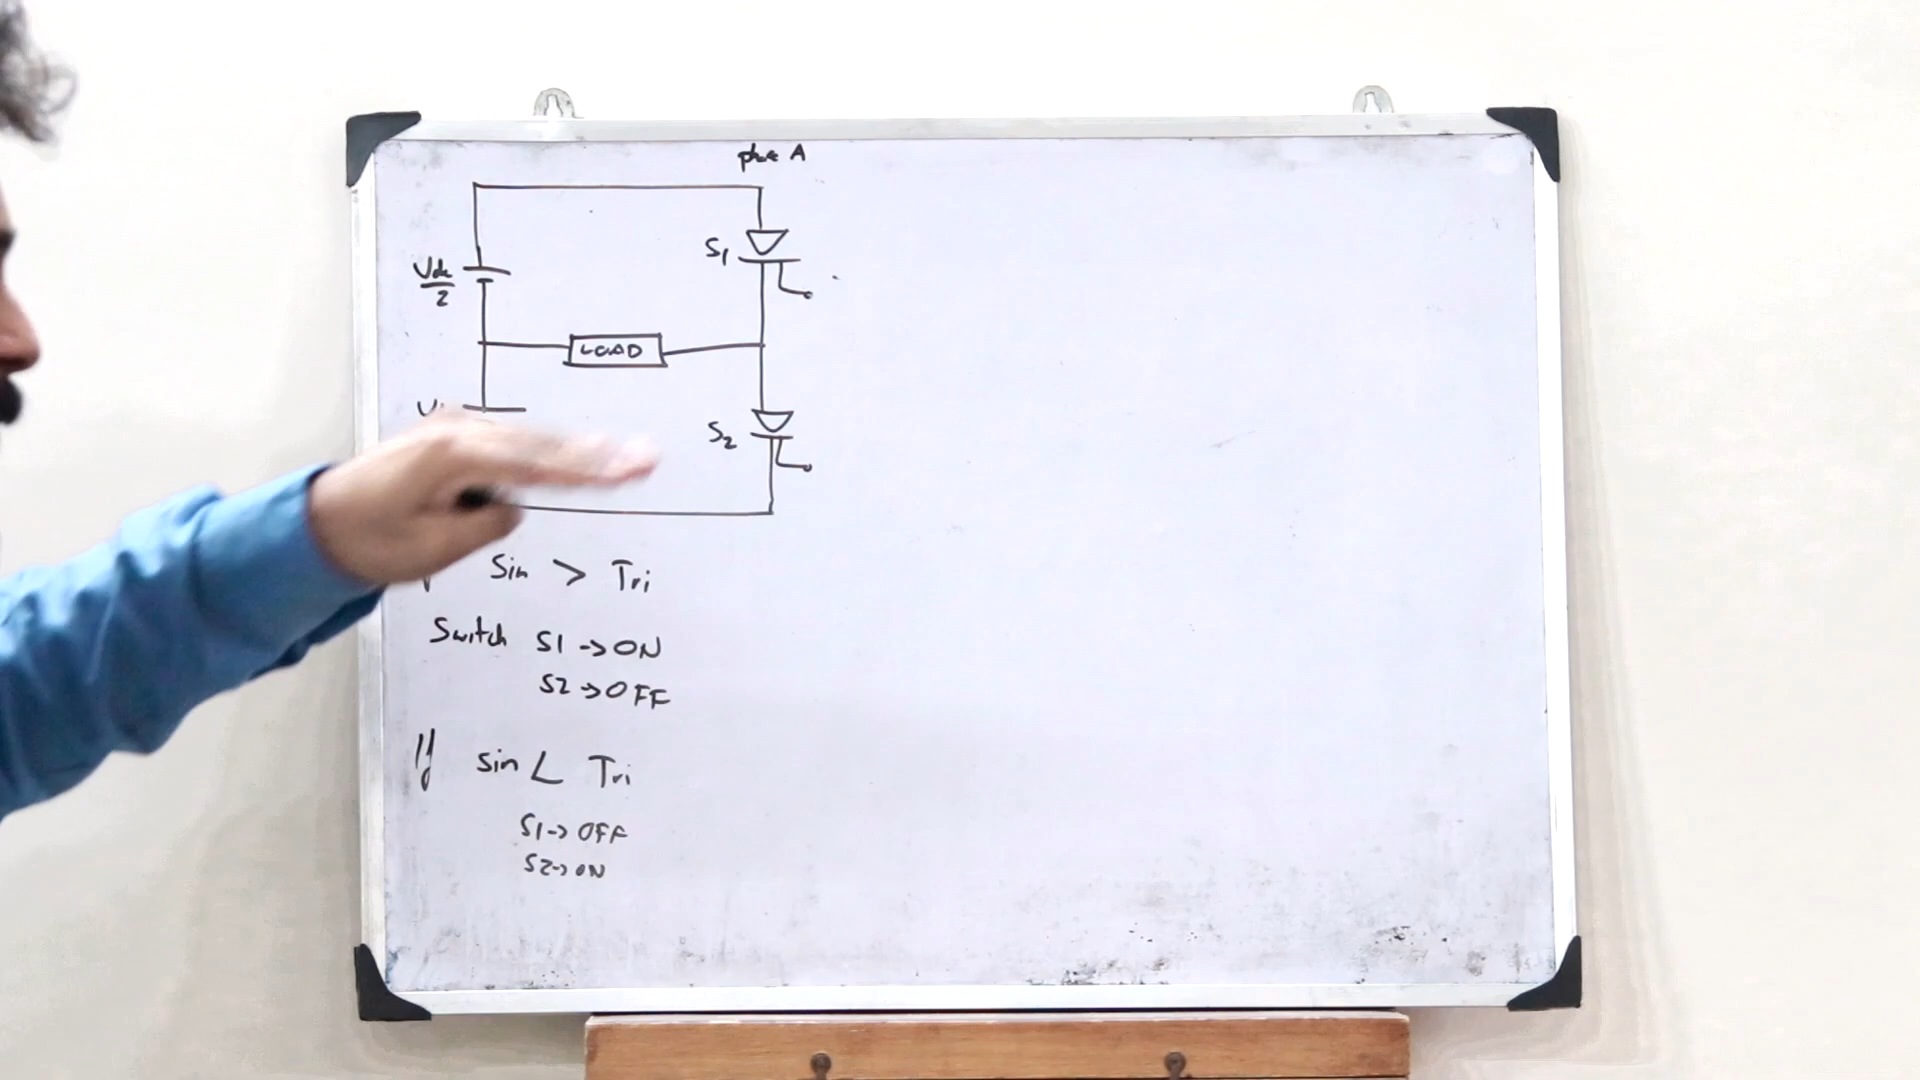 phase A
S1
Vdc
2
LOAD
S2
Sin > Tri
Switch S1 -> ON
S2 -> OFF
If sin < Tri
S1 -> OFF
S2 -> ON